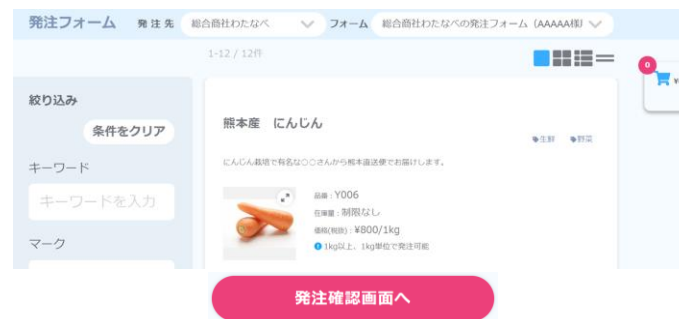 発注フォーム 発注先 総合商社わたなべ フォーム 総合商社わたなべの発注フォーム (AAAAA様)
1-12 / 12件
0
¥
絞り込み
条件をクリア
熊本産 にんじん
生鮮 野菜
キーワード
にんじん栽培で有名な〇〇さんから熊本直送便でお届けします。
キーワードを入力
品番：Y006
在庫量：制限なし
価格(税抜)：¥800/1kg
1kg以上、1kg単位で発注可能
マーク
発注確認画面へ